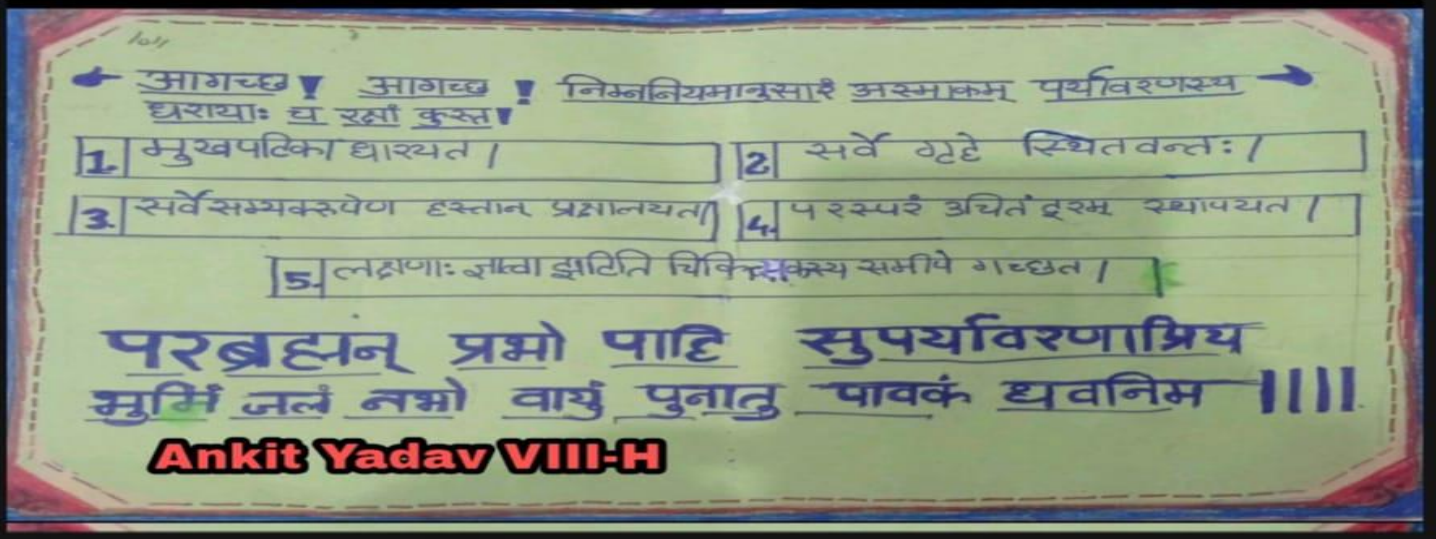 आगच्छ! आगच्छ! निम्ननियमानुसारं अस्माकम् पर्यावरणस्य
धरायाः च रक्षां कुरुत!
1. मुखपटिका धारयत।
2. सर्वे गृहे स्थितवन्तः।
3. सर्वे सम्यक्रुपेण हस्तान् प्रक्षालयत।
4. परस्परं उचितं दूरम् स्थापयत।
5. लक्षणाः ज्ञात्वा झटिति चिकित्सकस्य समीपे गच्छत।
परब्रह्मन् प्रभो पाहि सुपर्यावरणाप्रिय
भुमिं जलं नभो वायुं पुनातु पावकं ध्वनिम ||||
Ankit Yadav VIII-H